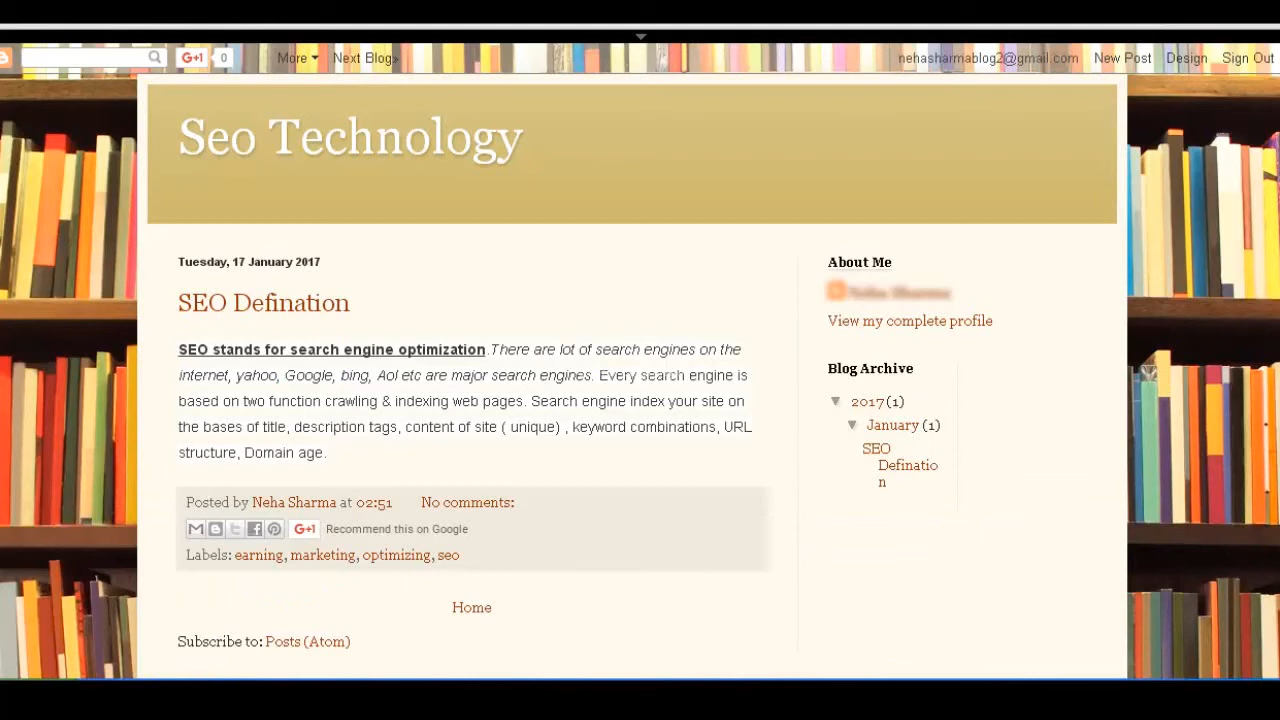 G+1 0 More Next Blog» nehasharmablog2@gmail.com New Post Design Sign Out
Seo Technology
Tuesday, 17 January 2017
SEO Defination
SEO stands for search engine optimization.There are lot of search engines on the
internet, yahoo, Google, bing, Aol etc are major search engines. Every search engine is
based on two function crawling & indexing web pages. Search engine index your site on
the bases of title, description tags, content of site ( unique) , keyword combinations, URL
structure, Domain age.
Posted by Neha Sharma at 02:51 No comments:
G+1 Recommend this on Google
Labels: earning, marketing, optimizing, seo
Home
Subscribe to: Posts (Atom)
About Me
Neha Sharma
View my complete profile
Blog Archive
▼ 2017 (1)
▼ January (1)
SEO
Definatio
n